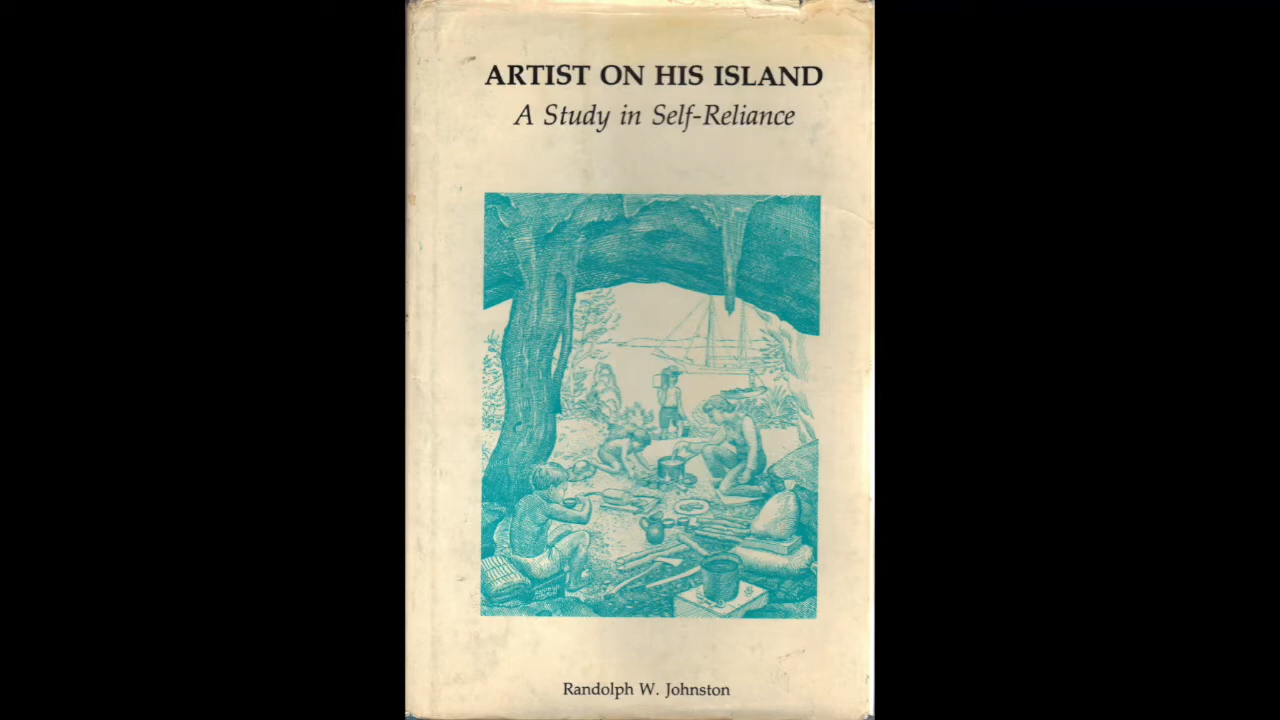 ARTIST ON HIS ISLAND
A Study in Self-Reliance
Randolph W. Johnston